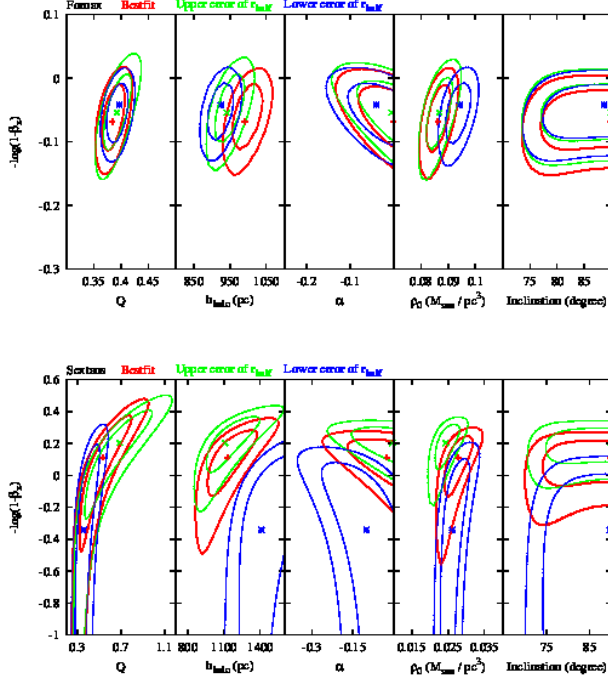 Fornax Bestfit Upper error of r_half Lower error of r_half
0.1
0
-0.1
-0.2
-0.3
-log(1-β_z)
0.35 0.4 0.45 850 950 1050 -0.2 -0.1 0.08 0.09 0.1 75 80 85
Q b_halo (pc) α ρ_0 (M_sun / pc^3) Inclination (degree)
Sextans Bestfit Upper error of r_half Lower error of r_half
0.6
0.4
0.2
0
-0.2
-0.4
-0.6
-0.8
-1
-log(1-β_z)
0.3 0.7 1.1 800 1100 1400 -0.3 -0.15 0.015 0.025 0.035 75 85
Q b_halo (pc) α ρ_0 (M_sun / pc^3) Inclination (degree)